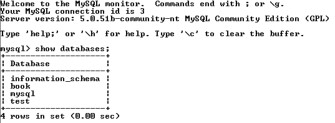 Welcome to the MySQL monitor.  Commands end with ; or \g.
Your MySQL connection id is 3
Server version: 5.0.51b-community-nt MySQL Community Edition (GPL)
Type 'help;' or '\h' for help. Type '\c' to clear the buffer.
mysql> show databases;
+--------------------+
| Database           |
+--------------------+
| information_schema |
| book               |
| mysql              |
| test               |
+--------------------+
4 rows in set (0.00 sec)